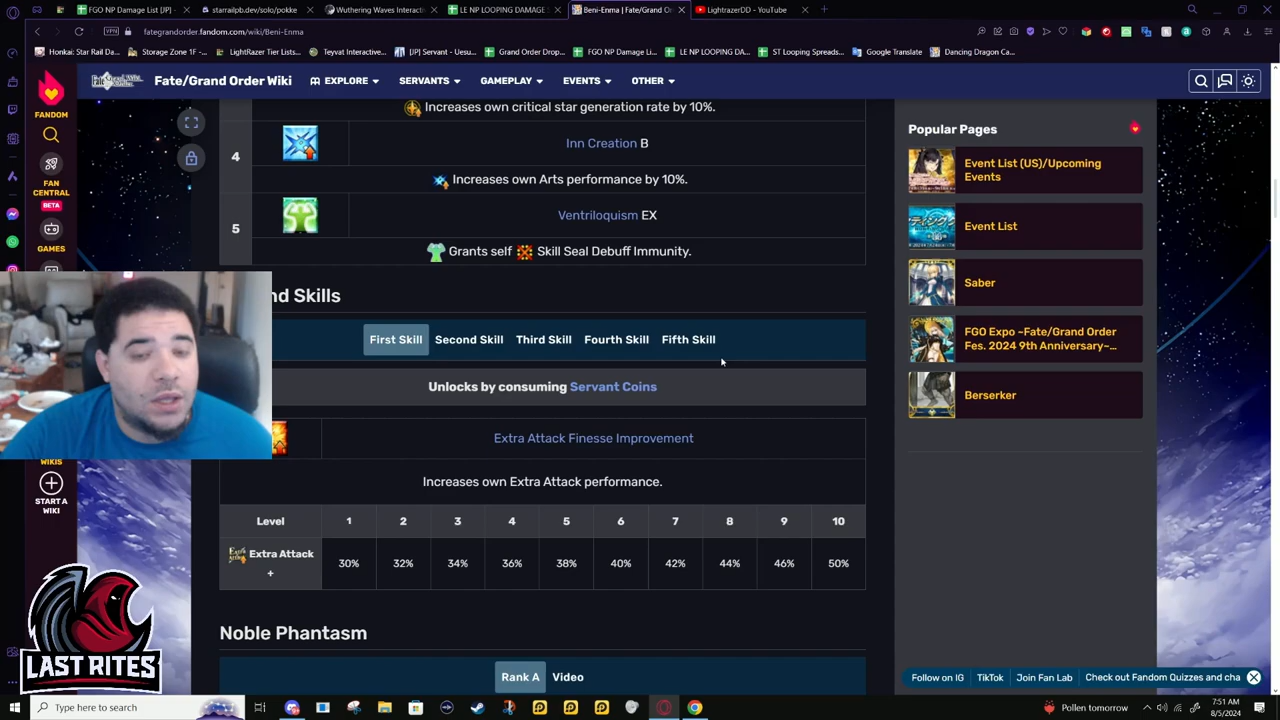 FGO NP Damage List [JP] -
starrailpb.dev/solo/pokke
Wuthering Waves Interactiv
LE NP LOOPING DAMAGE
Beni-Enma | Fate/Grand Or
LightrazerDD - YouTube
VPN
fategrandorder.fandom.com/wiki/Beni-Enma
Honkai: Star Rail Da...
Storage Zone 1F -...
LightRazer Tier Lists...
Teyvat Interactive...
[JP] Servant - Uesu...
Grand Order Drop...
FGO NP Damage Li...
LE NP LOOPING DA...
ST Looping Spreads...
Google Translate
Dancing Dragon Ca...
Fate/Grand Order Wiki
EXPLORE
SERVANTS
GAMEPLAY
EVENTS
OTHER
FANDOM
FAN
CENTRAL
BETA
GAMES
WIKIS
START A
WIKI
Increases own critical star generation rate by 10%.
4
Inn Creation B
Increases own Arts performance by 10%.
5
Ventriloquism EX
Grants self Skill Seal Debuff Immunity.
nd Skills
First Skill
Second Skill
Third Skill
Fourth Skill
Fifth Skill
Unlocks by consuming Servant Coins
Extra Attack Finesse Improvement
Increases own Extra Attack performance.
Level 1 2 3 4 5 6 7 8 9 10
Extra Attack
+
30% 32% 34% 36% 38% 40% 42% 44% 46% 50%
Noble Phantasm
Rank A
Video
Popular Pages
Event List (US)/Upcoming
Events
Event List
Saber
FGO Expo ~Fate/Grand Order
Fes. 2024 9th Anniversary~...
Berserker
Follow on IG
TikTok
Join Fan Lab
Check out Fandom Quizzes and cha
LAST RITES
Type here to search
Pollen tomorrow
7:51 AM
8/5/2024